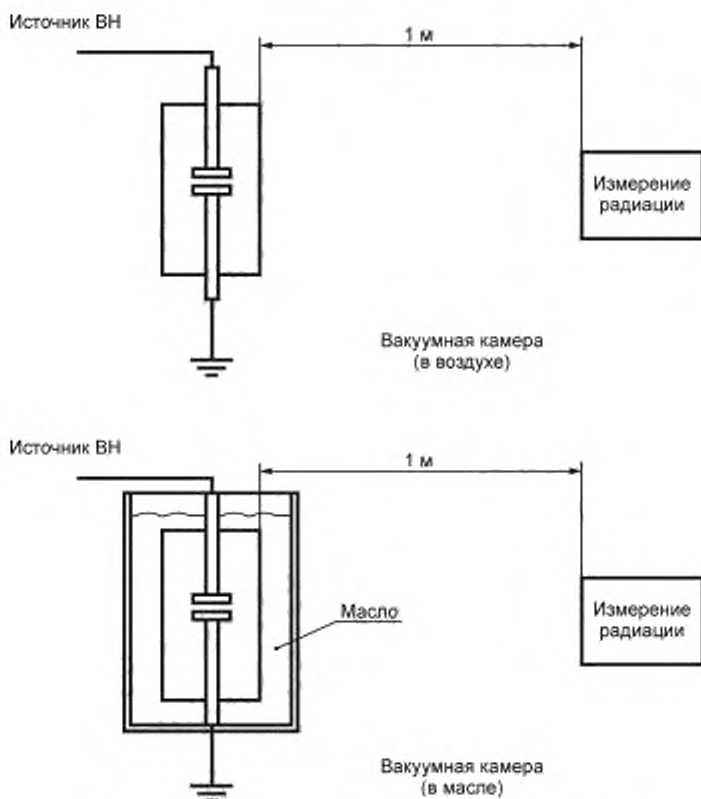 Источник ВН
1 м
Измерение
радиации
Вакуумная камера
(в воздухе)
Источник ВН
1 м
Масло
Измерение
радиации
Вакуумная камера
(в масле)